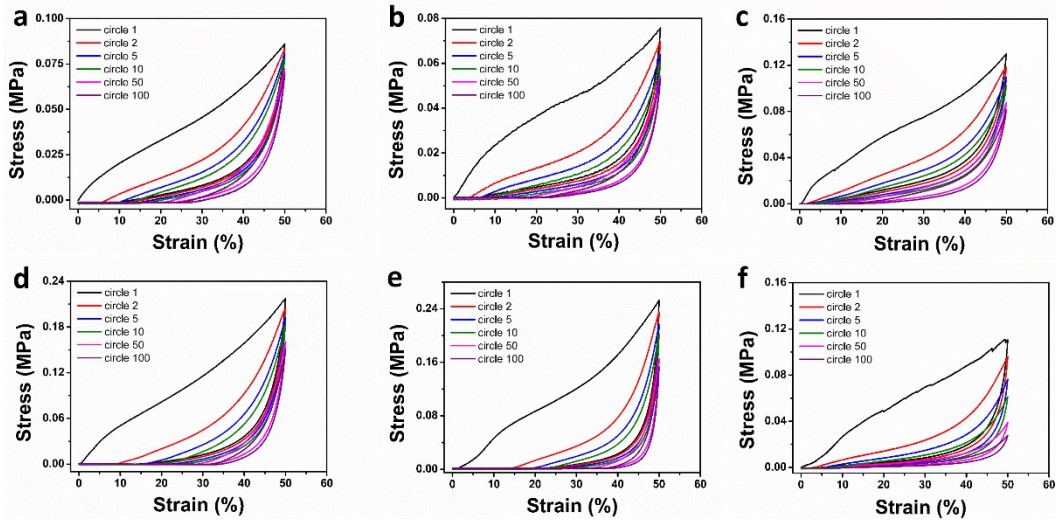 a
Stress (MPa)
0.100
0.075
0.050
0.025
0.000
circle 1
circle 2
circle 5
circle 10
circle 50
circle 100
0 10 20 30 40 50 60
Strain (%)
b
Stress (MPa)
0.08
0.06
0.04
0.02
0.00
circle 1
circle 2
circle 5
circle 10
circle 50
circle 100
0 10 20 30 40 50 60
Strain (%)
c
Stress (MPa)
0.16
0.12
0.08
0.04
0.00
circle 1
circle 2
circle 5
circle 10
circle 50
circle 100
0 10 20 30 40 50 60
Strain (%)
d
Stress (MPa)
0.24
0.18
0.12
0.06
0.00
circle 1
circle 2
circle 5
circle 10
circle 50
circle 100
0 10 20 30 40 50 60
Strain (%)
e
Stress (MPa)
0.24
0.16
0.08
0.00
circle 1
circle 2
circle 5
circle 10
circle 50
circle 100
0 10 20 30 40 50 60
Strain (%)
f
Stress (MPa)
0.16
0.12
0.08
0.04
0.00
circle 1
circle 2
circle 5
circle 10
circle 50
circle 100
0 10 20 30 40 50 60
Strain (%)